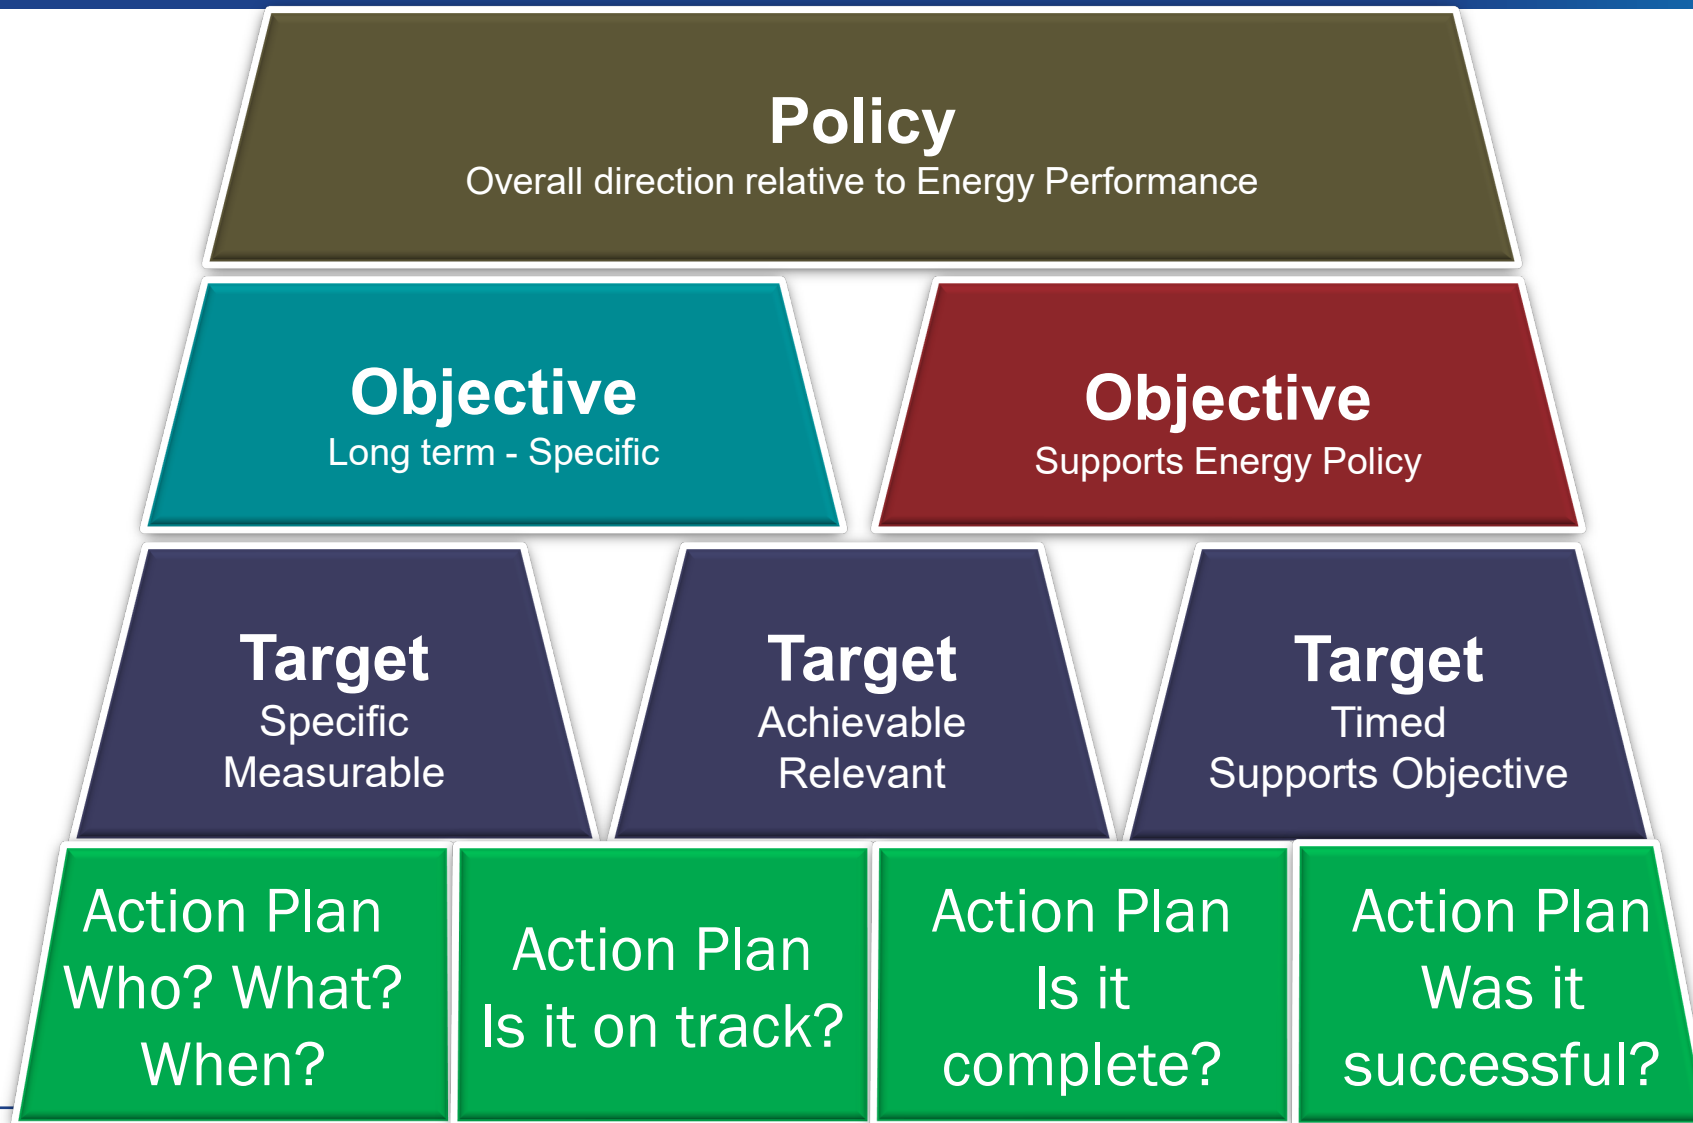 Policy
Overall direction relative to Energy Performance
Objective
Long term - Specific
Objective
Supports Energy Policy
Target
Specific
Measurable
Target
Achievable
Relevant
Target
Timed
Supports Objective
Action Plan
Who? What?
When?
Action Plan
Is it on track?
Action Plan
Is it
complete?
Action Plan
Was it
successful?